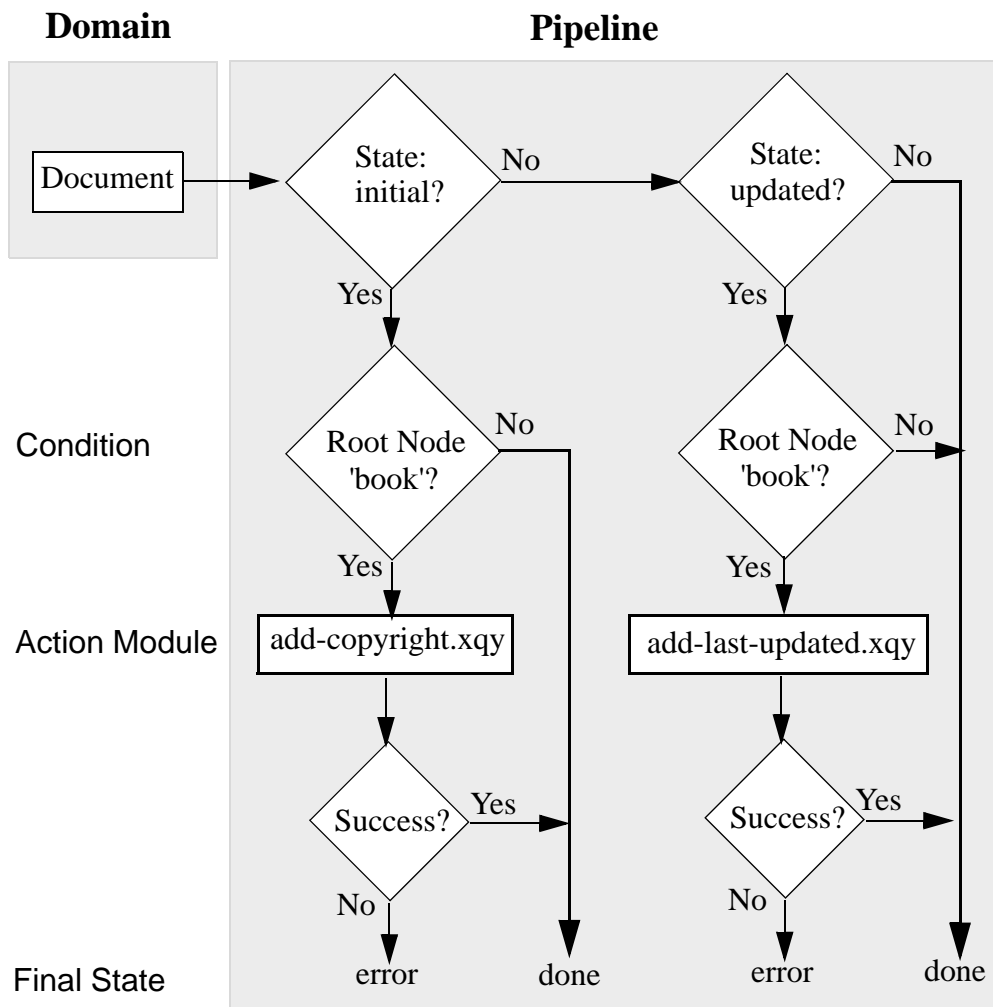 Domain
Pipeline
Document
State:
initial?
No
State:
updated?
No
Yes
Yes
Condition
Root Node
'book'?
No
Root Node
'book'?
No
Yes
Yes
Action Module
add-copyright.xqy
add-last-updated.xqy
Success?
Yes
Success?
Yes
No
No
Final State
error
done
error
done